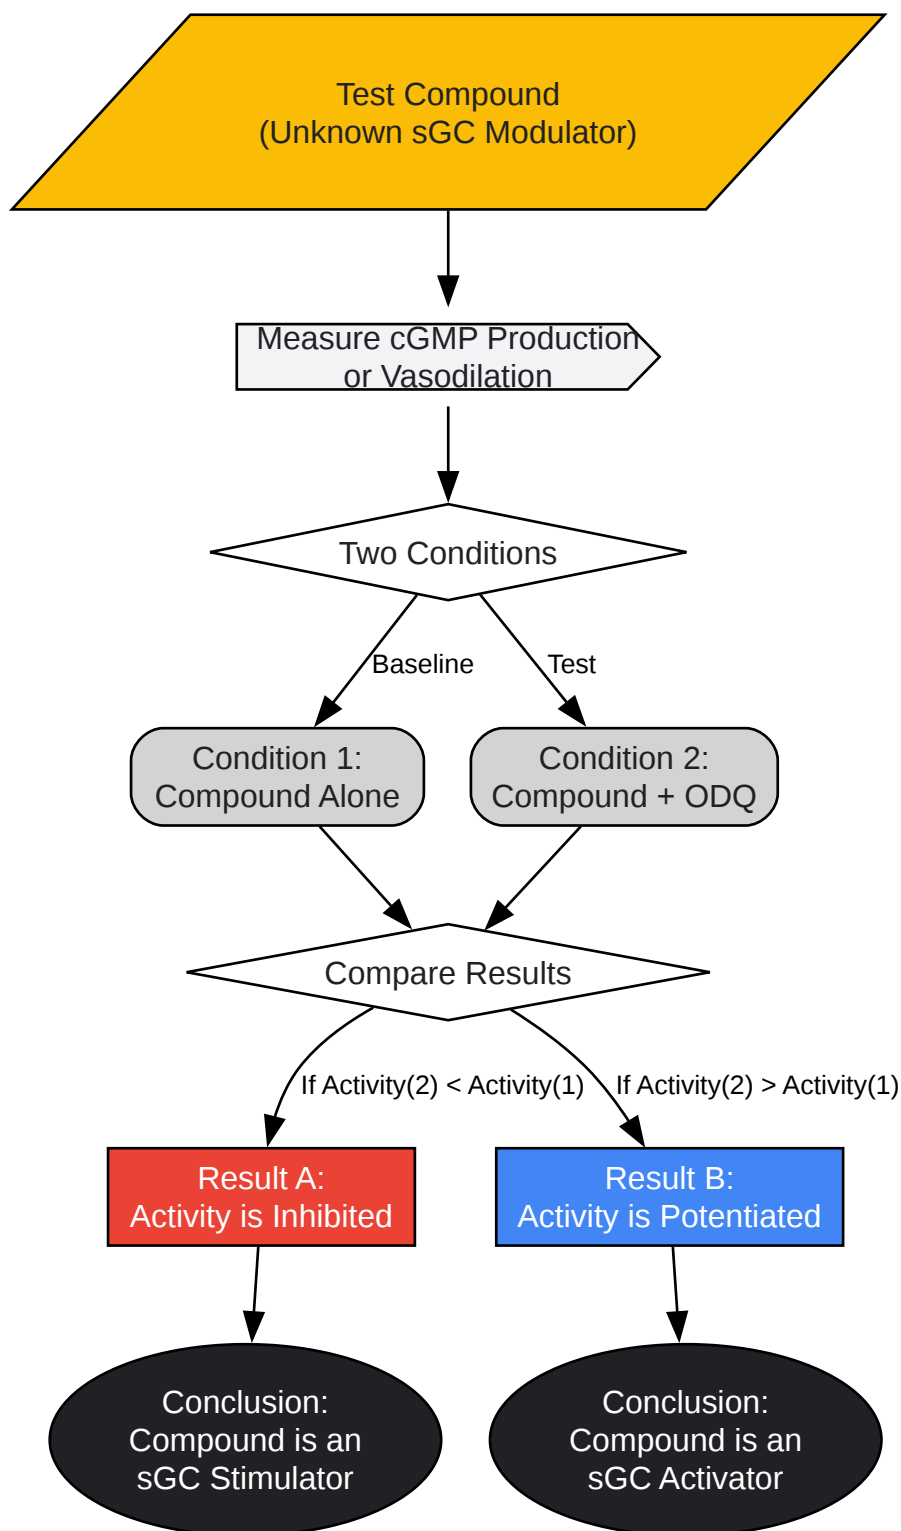 Test Compound
(Unknown sGC Modulator)
Measure cGMP Production
or Vasodilation
Two Conditions
Baseline
Test
Condition 1:
Compound Alone
Condition 2:
Compound + ODQ
Compare Results
If Activity(2) < Activity(1)
If Activity(2) > Activity(1)
Result A:
Activity is Inhibited
Result B:
Activity is Potentiated
Conclusion:
Compound is an
sGC Stimulator
Conclusion:
Compound is an
sGC Activator